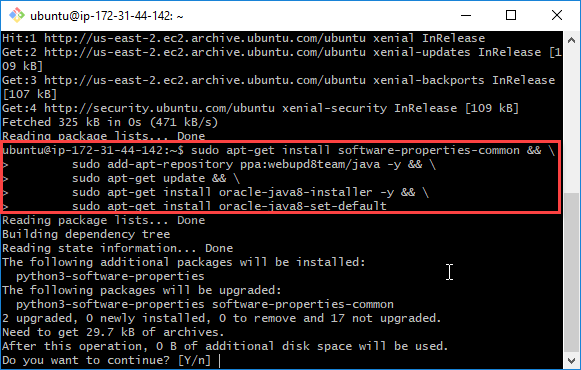 ubuntu@ip-172-31-44-142: ~
Hit:1 http://us-east-2.ec2.archive.ubuntu.com/ubuntu xenial InRelease
Get:2 http://us-east-2.ec2.archive.ubuntu.com/ubuntu xenial-updates InRelease [1
09 kB]
Get:3 http://us-east-2.ec2.archive.ubuntu.com/ubuntu xenial-backports InRelease
[107 kB]
Get:4 http://security.ubuntu.com/ubuntu xenial-security InRelease [109 kB]
Fetched 325 kB in 0s (471 kB/s)
Reading package lists... Done
ubuntu@ip-172-31-44-142:~$ sudo apt-get install software-properties-common && \
>       sudo add-apt-repository ppa:webupd8team/java -y && \
>       sudo apt-get update && \
>       sudo apt-get install oracle-java8-installer -y && \
>       sudo apt-get install oracle-java8-set-default
Reading package lists... Done
Building dependency tree
Reading state information... Done
The following additional packages will be installed:
  python3-software-properties
The following packages will be upgraded:
  python3-software-properties software-properties-common
2 upgraded, 0 newly installed, 0 to remove and 17 not upgraded.
Need to get 29.7 kB of archives.
After this operation, 0 B of additional disk space will be used.
Do you want to continue? [Y/n]